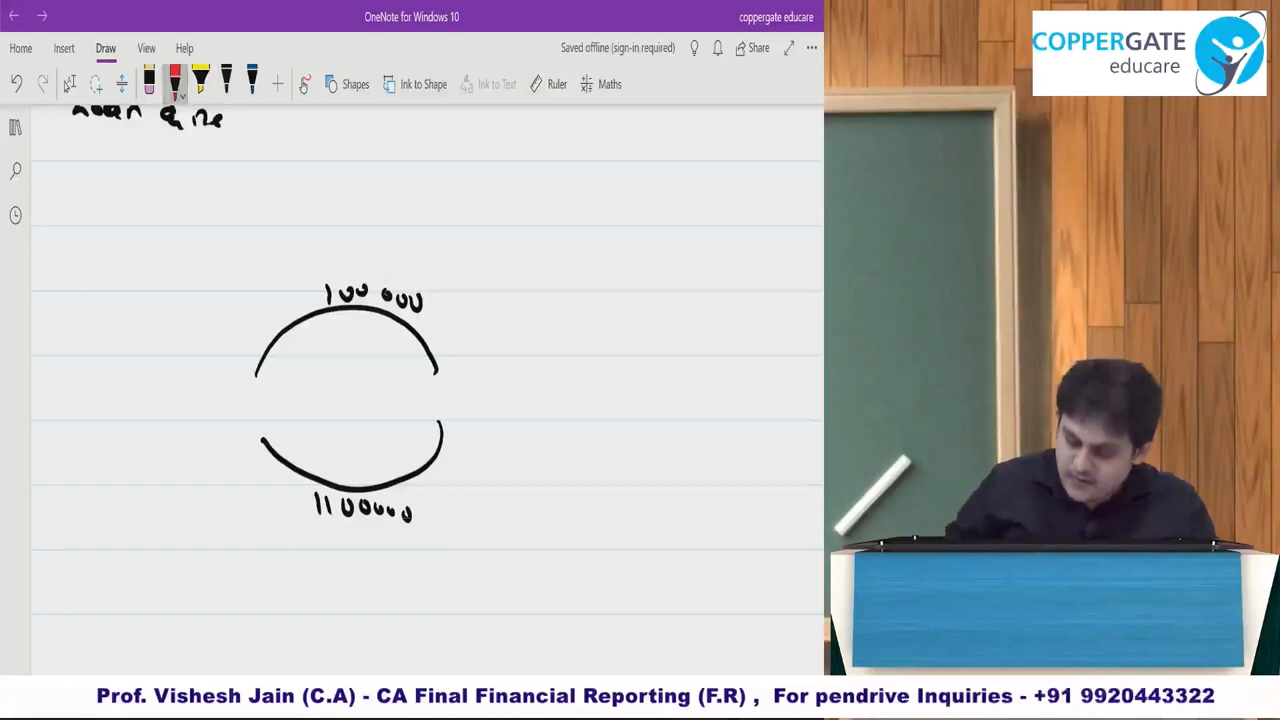 OneNote for Windows 10
coppergate educare
Home Insert Draw View Help
Saved offline (sign-in required)
Share
Shapes
Ink to Shape
Ink to Text
Ruler
Maths
COPPERGATE
educare
100 000
1100000
Prof. Vishesh Jain (C.A) - CA Final Financial Reporting (F.R) , For pendrive Inquiries - +91 9920443322